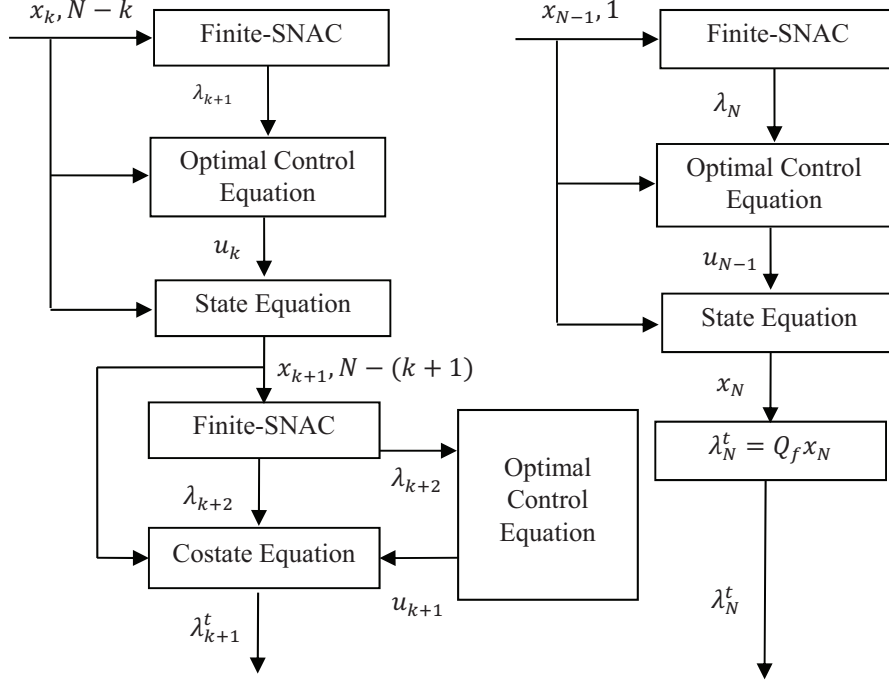 x_k, N − k
Finite-SNAC
λ_{k+1}
Optimal Control
Equation
u_k
State Equation
x_{k+1}, N − (k + 1)
Finite-SNAC
λ_{k+2}
λ_{k+2}
Optimal
Control
Equation
Costate Equation
u_{k+1}
λ^t_{k+1}
x_{N−1}, 1
Finite-SNAC
λ_N
Optimal Control
Equation
u_{N−1}
State Equation
x_N
λ^t_N = Q_f x_N
λ^t_N